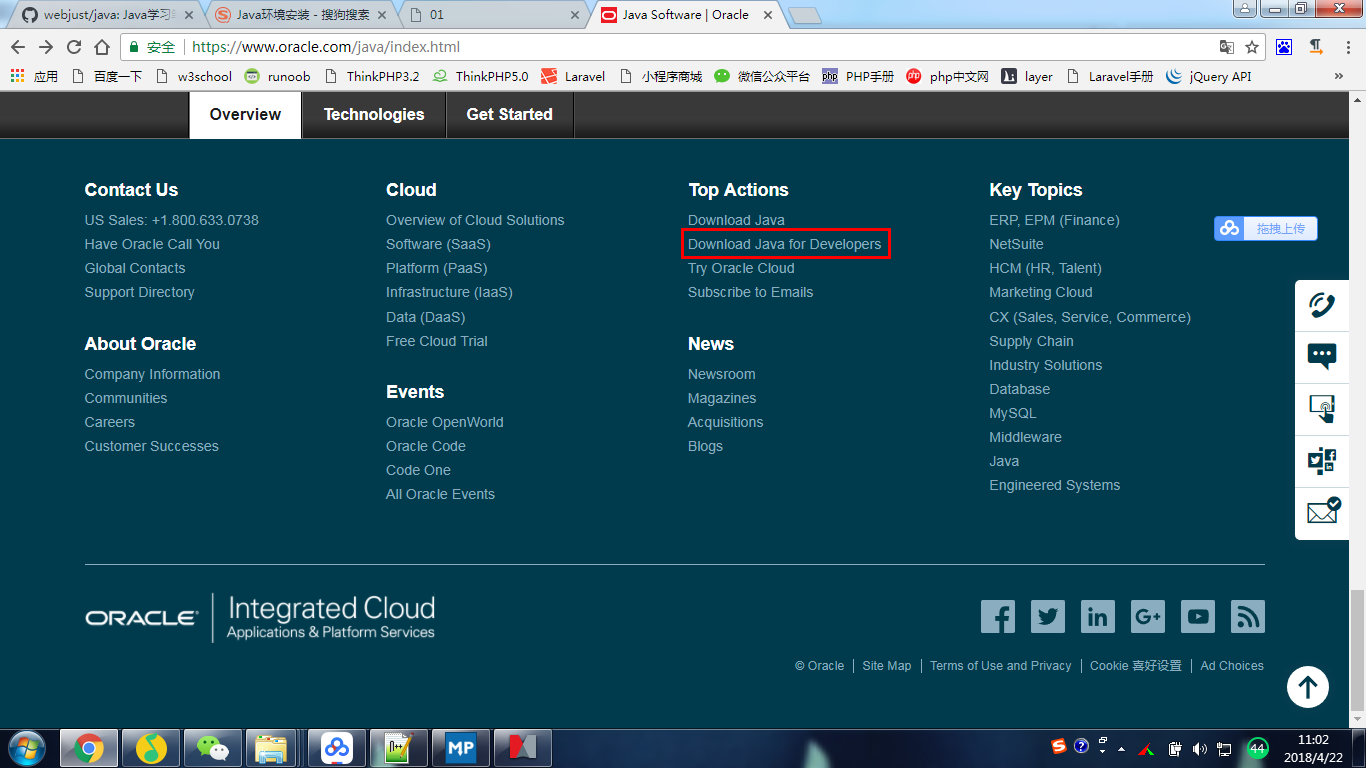 webjust/java: Java学习
Java环境安装 - 搜狗搜索
01
Java Software | Oracle
安全
https://www.oracle.com/java/index.html
应用
百度一下
w3school
runoob
ThinkPHP3.2
ThinkPHP5.0
Laravel
小程序商城
微信公众平台
php
PHP手册
php
php中文网
layer
Laravel手册
jQuery API
»
Overview
Technologies
Get Started
Contact Us
US Sales: +1.800.633.0738
Have Oracle Call You
Global Contacts
Support Directory
About Oracle
Company Information
Communities
Careers
Customer Successes
Cloud
Overview of Cloud Solutions
Software (SaaS)
Platform (PaaS)
Infrastructure (IaaS)
Data (DaaS)
Free Cloud Trial
Events
Oracle OpenWorld
Oracle Code
Code One
All Oracle Events
Top Actions
Download Java
Download Java for Developers
Try Oracle Cloud
Subscribe to Emails
News
Newsroom
Magazines
Acquisitions
Blogs
Key Topics
ERP, EPM (Finance)
NetSuite
HCM (HR, Talent)
Marketing Cloud
CX (Sales, Service, Commerce)
Supply Chain
Industry Solutions
Database
MySQL
Middleware
Java
Engineered Systems
拖拽上传
ORACLE
Integrated Cloud
Applications & Platform Services
© Oracle | Site Map | Terms of Use and Privacy | Cookie 喜好设置 | Ad Choices
MP
44
11:02
2018/4/22